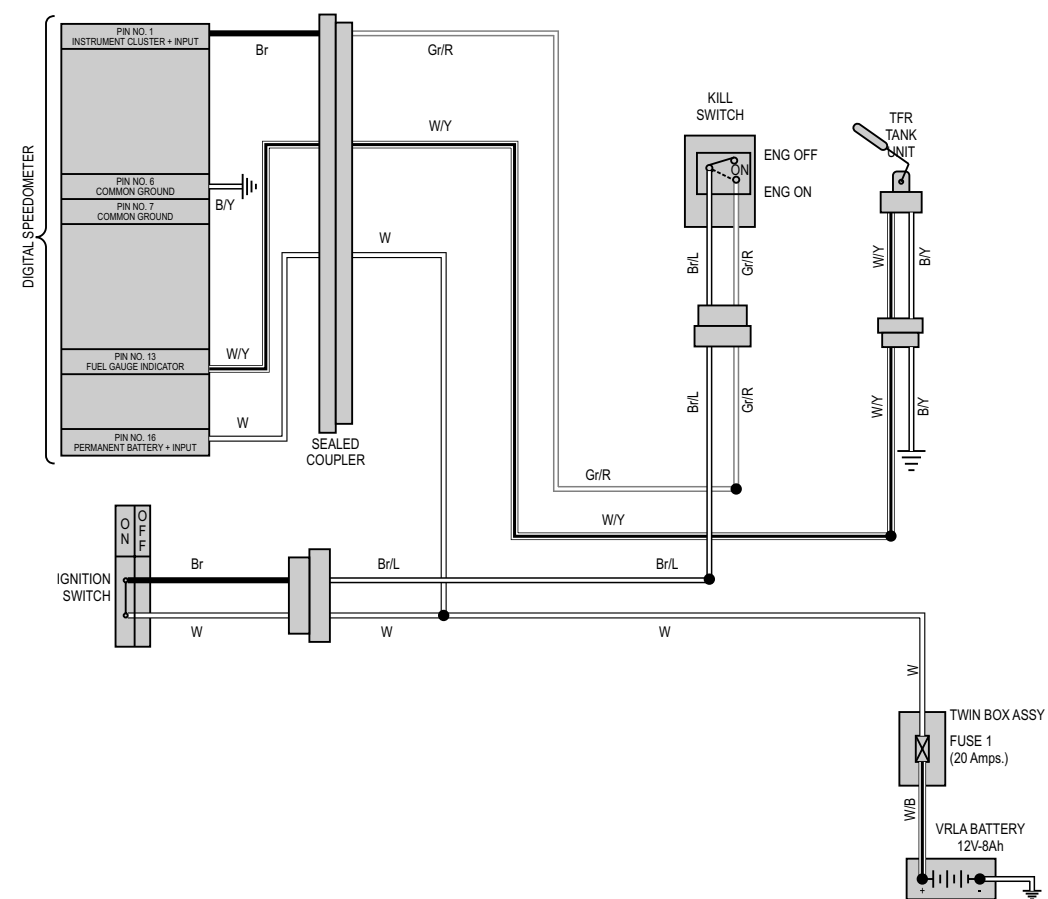 PIN NO. 1
INSTRUMENT CLUSTER + INPUT
Br
Gr/R
W/Y
KILL
SWITCH
ENG OFF
ON
ENG ON
TFR
TANK
UNIT
DIGITAL SPEEDOMETER
PIN NO. 6
COMMON GROUND
B/Y
PIN NO. 7
COMMON GROUND
W
Br/L
Gr/R
W/Y
B/Y
PIN NO. 13
FUEL GAUGE INDICATOR
W/Y
W
PIN NO. 16
PERMANENT BATTERY + INPUT
SEALED
COUPLER
Br/L
Gr/R
W/Y
B/Y
Gr/R
W/Y
ON
OFF
IGNITION
SWITCH
Br
Br/L
Br/L
W
W
W
W
TWIN BOX ASSY
FUSE 1
(20 Amps.)
W/B
VRLA BATTERY
12V-8Ah
+
-